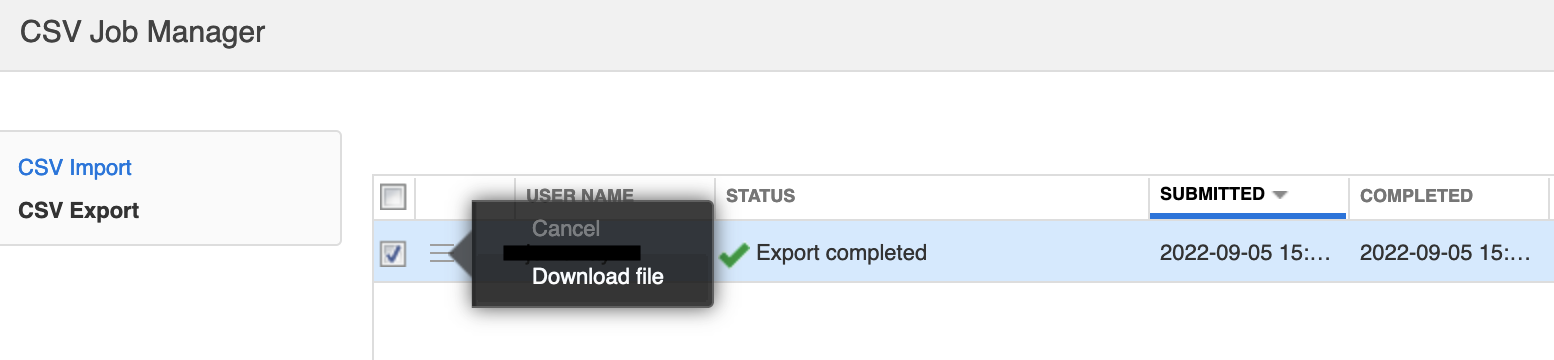 CSV Job Manager
CSV Import
CSV Export
USER NAME STATUS SUBMITTED COMPLETED
Cancel
Export completed 2022-09-05 15:... 2022-09-05 15:...
Download file